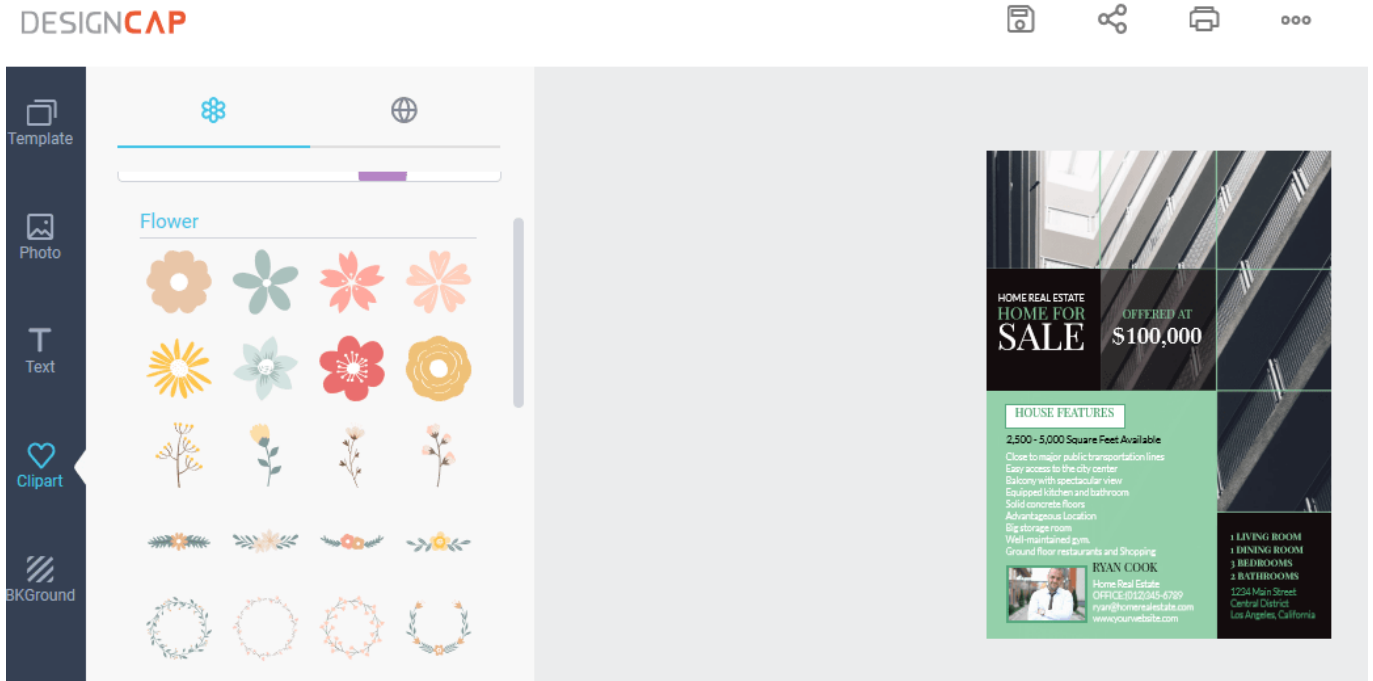 DESIGNCAP
Template
Photo
Text
Clipart
BKGround
Flower
HOME REAL ESTATE
HOME FOR
SALE
OFFERED AT
$100,000
HOUSE FEATURES
2,500 - 5,000 Square Feet Available
Close to major public transportation lines
Easy access to the city center
Balcony with spectacular view
Equipped kitchen and bathroom
Solid concrete floors
Advantageous Location
Big storage room
Well-maintained gym.
Ground floor restaurants and Shopping
RYAN COOK
Home Real Estate
OFFICE:(012)345-6789
ryan@homerealestate.com
www.yourwebsite.com
1 LIVING ROOM
1 DINING ROOM
3 BEDROOMS
2 BATHROOMS
1234 Main Street
Central District
Los Angeles, California